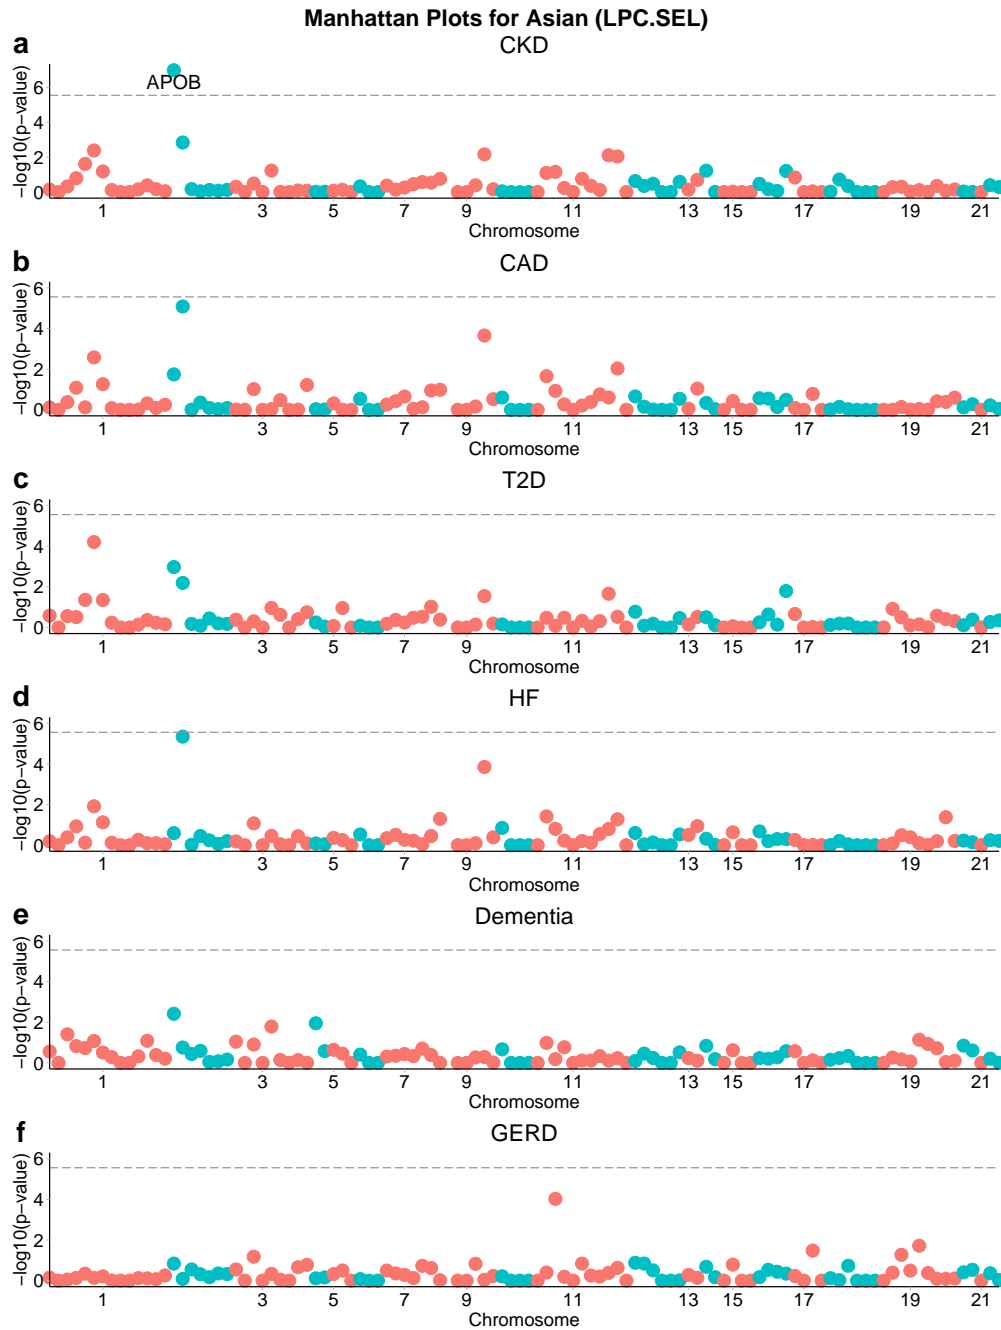 Manhattan Plots for Asian (LPC.SEL)
a
CKD
APOB
−log10(p−value)
6
4
2
0
1 3 5 7 9 11 13 15 17 19 21
Chromosome
b
CAD
−log10(p−value)
6
4
2
0
1 3 5 7 9 11 13 15 17 19 21
Chromosome
c
T2D
−log10(p−value)
6
4
2
0
1 3 5 7 9 11 13 15 17 19 21
Chromosome
d
HF
−log10(p−value)
6
4
2
0
1 3 5 7 9 11 13 15 17 19 21
Chromosome
e
Dementia
−log10(p−value)
6
4
2
0
1 3 5 7 9 11 13 15 17 19 21
Chromosome
f
GERD
−log10(p−value)
6
4
2
0
1 3 5 7 9 11 13 15 17 19 21
Chromosome